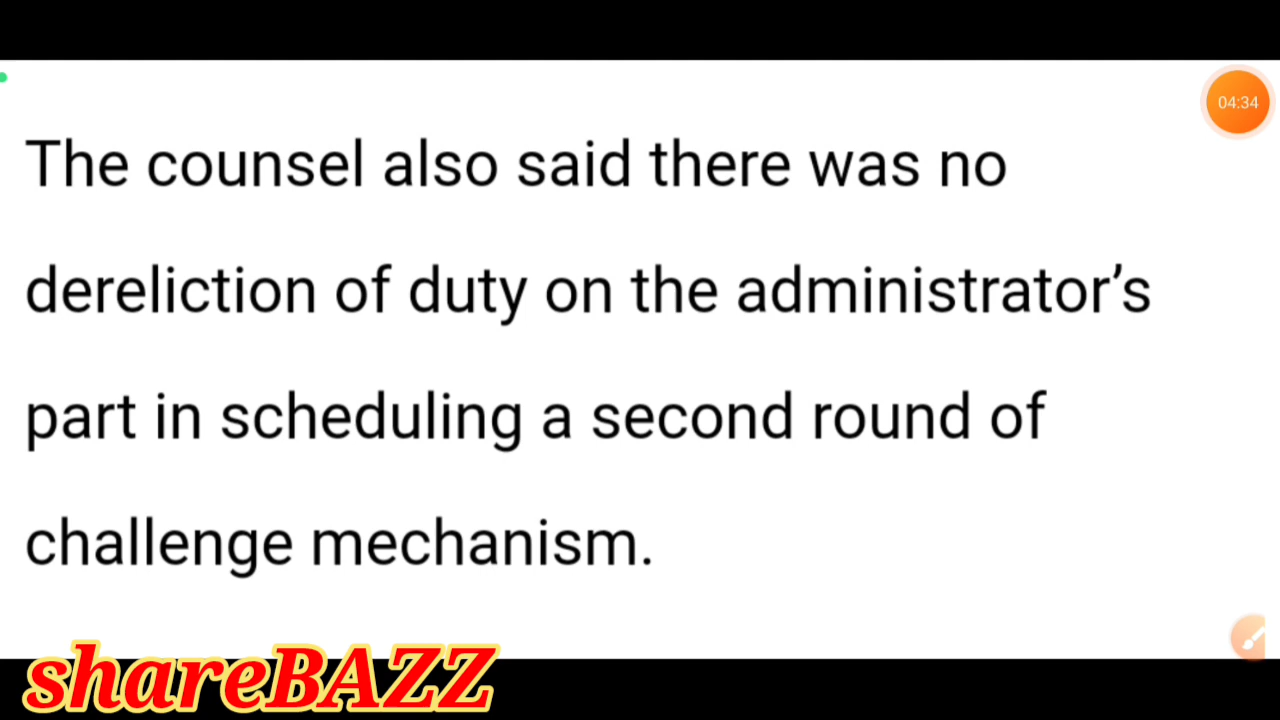 04:34
The counsel also said there was no
dereliction of duty on the administrator’s
part in scheduling a second round of
challenge mechanism.
shareBAZZ